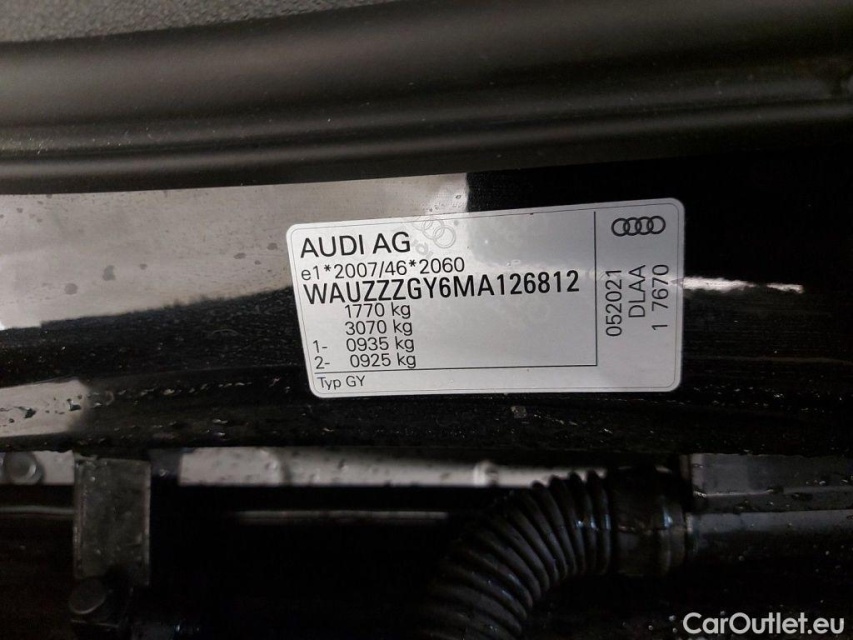 AUDI AG
e1*2007/46*2060
WAUZZZGY6MA126812
1770 kg
3070 kg
1- 0935 kg
2- 0925 kg
Typ GY
052021
DLAA
1 7670
CarOutlet.eu